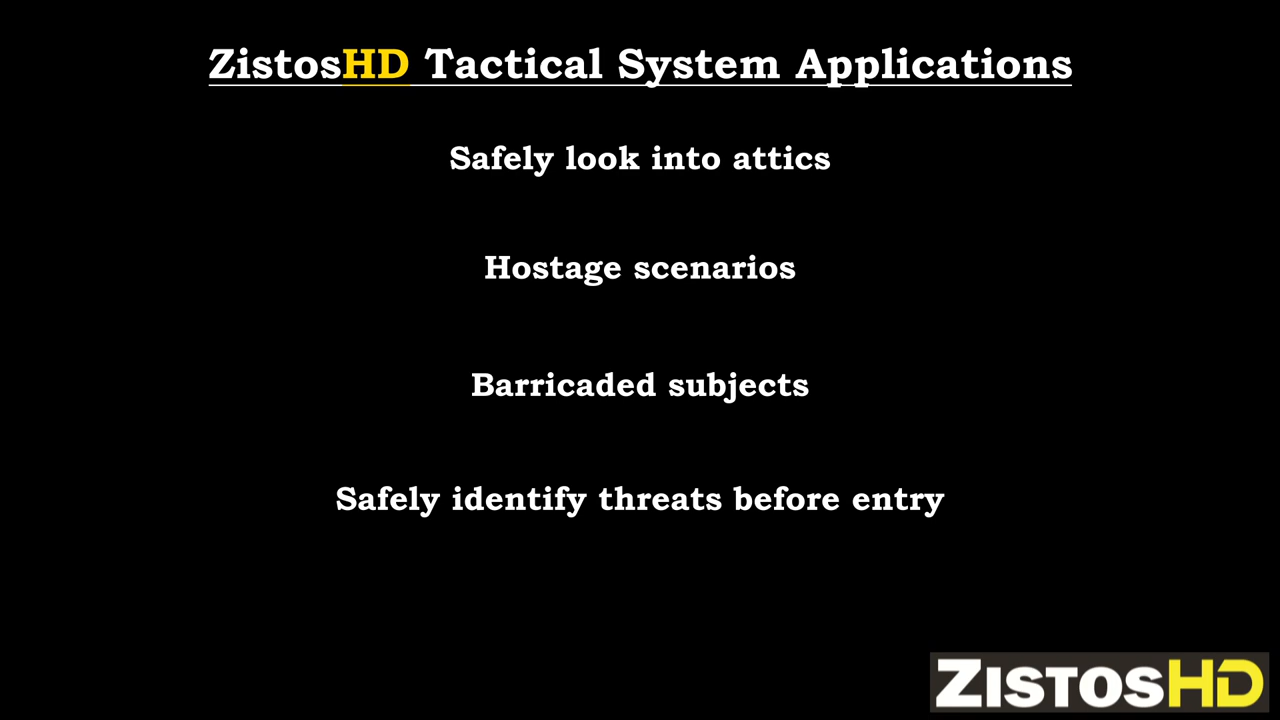 ZistosHD Tactical System Applications
Safely look into attics
Hostage scenarios
Barricaded subjects
Safely identify threats before entry
ZISTOSHD